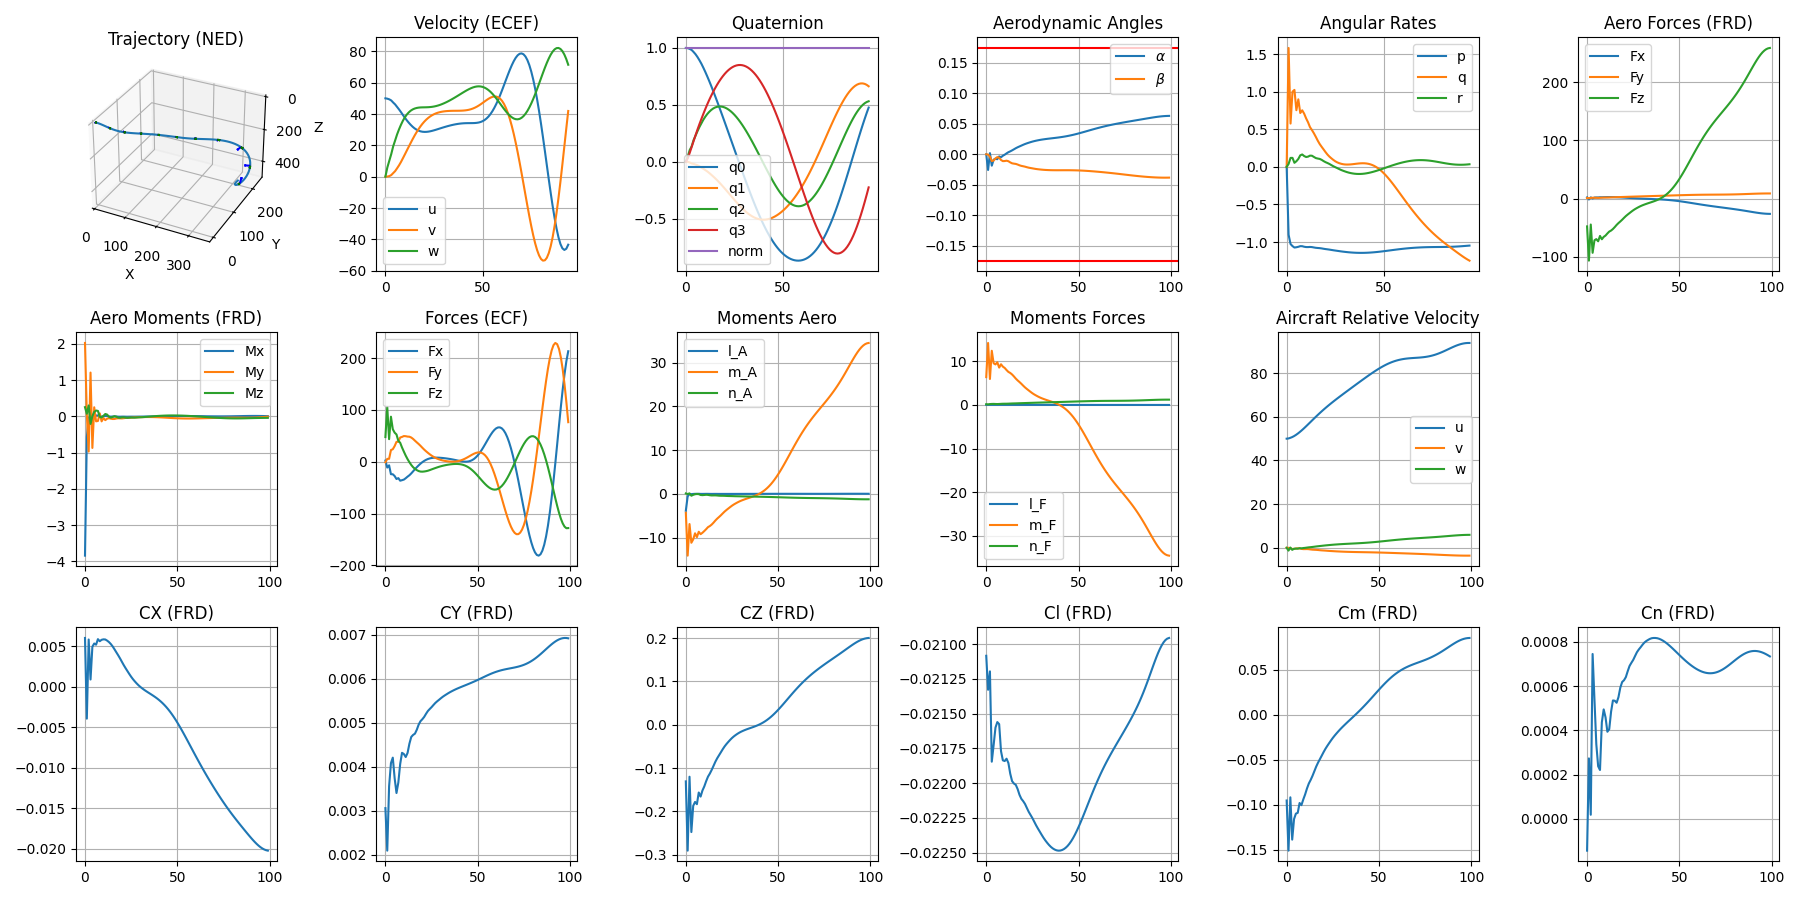 Trajectory (NED)
0
200
400
Z
0
100
200
300
X
0
100
200
Y
Velocity (ECEF)
80
60
40
20
0
−20
−40
−60
0
50
u
v
w
Quaternion
1.0
0.5
0.0
−0.5
0
50
q0
q1
q2
q3
norm
Aerodynamic Angles
0.15
0.10
0.05
0.00
−0.05
−0.10
−0.15
0
50
100
α
β
Angular Rates
1.5
1.0
0.5
0.0
−0.5
−1.0
0
50
p
q
r
Aero Forces (FRD)
200
100
0
−100
0
50
100
Fx
Fy
Fz
Aero Moments (FRD)
2
1
0
−1
−2
−3
−4
0
50
100
Mx
My
Mz
Forces (ECF)
200
100
0
−100
−200
0
50
100
Fx
Fy
Fz
Moments Aero
30
20
10
0
−10
0
50
100
l_A
m_A
n_A
Moments Forces
10
0
−10
−20
−30
0
50
100
l_F
m_F
n_F
Aircraft Relative Velocity
80
60
40
20
0
0
50
100
u
v
w
CX (FRD)
0.005
0.000
−0.005
−0.010
−0.015
−0.020
0
50
100
CY (FRD)
0.007
0.006
0.005
0.004
0.003
0.002
0
50
100
CZ (FRD)
0.2
0.1
0.0
−0.1
−0.2
−0.3
0
50
100
Cl (FRD)
−0.02100
−0.02125
−0.02150
−0.02175
−0.02200
−0.02225
−0.02250
0
50
100
Cm (FRD)
0.05
0.00
−0.05
−0.10
−0.15
0
50
100
Cn (FRD)
0.0008
0.0006
0.0004
0.0002
0.0000
0
50
100